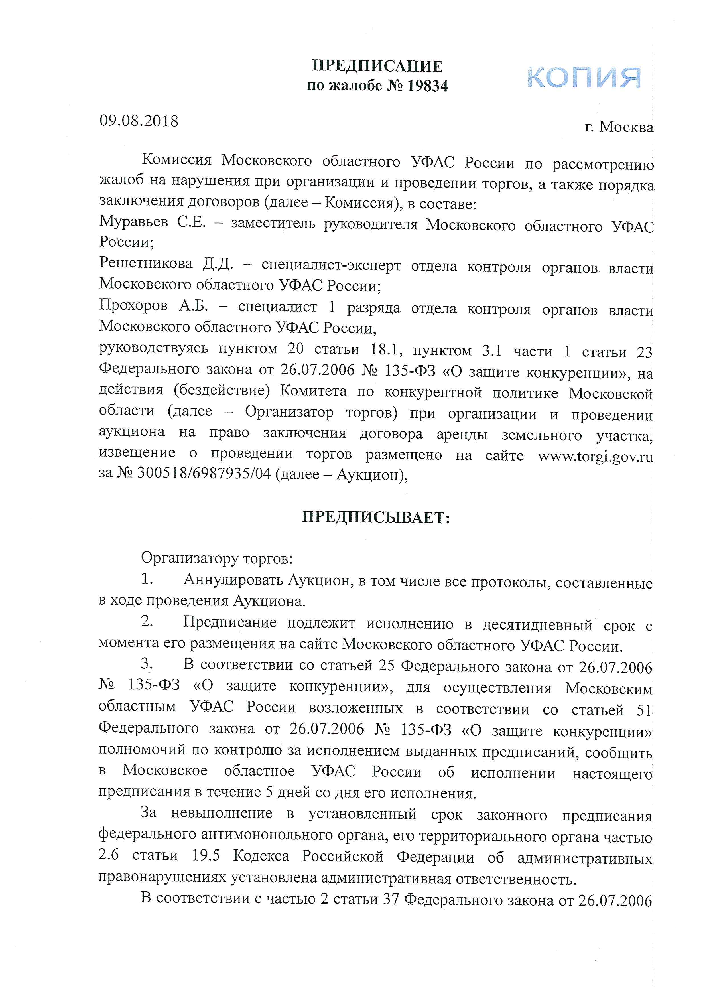 ПРЕДПИСАНИЕ
по жалобе № 19834
КОПИЯ
09.08.2018
г. Москва
Комиссия Московского областного УФАС России по рассмотрению
жалоб на нарушения при организации и проведении торгов, а также порядка
заключения договоров (далее – Комиссия), в составе:
Муравьев С.Е. – заместитель руководителя Московского областного УФАС
России;
Решетникова Д.Д. – специалист-эксперт отдела контроля органов власти
Московского областного УФАС России;
Прохоров А.Б. – специалист 1 разряда отдела контроля органов власти
Московского областного УФАС России,
руководствуясь пунктом 20 статьи 18.1, пунктом 3.1 части 1 статьи 23
Федерального закона от 26.07.2006 № 135-ФЗ «О защите конкуренции», на
действия (бездействие) Комитета по конкурентной политике Московской
области (далее – Организатор торгов) при организации и проведении
аукциона на право заключения договора аренды земельного участка,
извещение о проведении торгов размещено на сайте www.torgi.gov.ru
за № 300518/6987935/04 (далее – Аукцион),
ПРЕДПИСЫВАЕТ:
Организатору торгов:
1. Аннулировать Аукцион, в том числе все протоколы, составленные
в ходе проведения Аукциона.
2. Предписание подлежит исполнению в десятидневный срок с
момента его размещения на сайте Московского областного УФАС России.
3. В соответствии со статьей 25 Федерального закона от 26.07.2006
№ 135-ФЗ «О защите конкуренции», для осуществления Московским
областным УФАС России возложенных в соответствии со статьей 51
Федерального закона от 26.07.2006 № 135-ФЗ «О защите конкуренции»
полномочий по контролю за исполнением выданных предписаний, сообщить
в Московское областное УФАС России об исполнении настоящего
предписания в течение 5 дней со дня его исполнения.
За невыполнение в установленный срок законного предписания
федерального антимонопольного органа, его территориального органа частью
2.6 статьи 19.5 Кодекса Российской Федерации об административных
правонарушениях установлена административная ответственность.
В соответствии с частью 2 статьи 37 Федерального закона от 26.07.2006